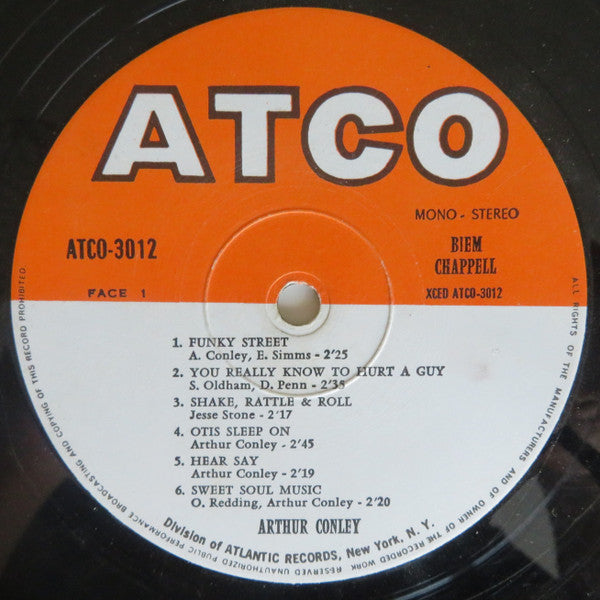 ATCO
MONO - STEREO
ATCO-3012
BIEM
CHAPPELL
FACE 1
XCED ATCO-3012
1. FUNKY STREET
A. Conley, E. Simms - 2'25
2. YOU REALLY KNOW TO HURT A GUY
S. Oldham, D. Penn - 2'38
3. SHAKE, RATTLE & ROLL
Jesse Stone - 2'17
4. OTIS SLEEP ON
Arthur Conley - 2'45
5. HEAR SAY
Arthur Conley - 2'19
6. SWEET SOUL MUSIC
O. Redding, Arthur Conley - 2'20
ARTHUR CONLEY
Division of ATLANTIC RECORDS, New York, N. Y.
ALL RIGHTS OF THE MANUFACTURERS AND OF OWNER OF THE RECORDED WORK RESERVED UNAUTHORISED PUBLIC PERFORMANCE BROADCASTING AND COPYING OF THIS RECORD PROHIBITED